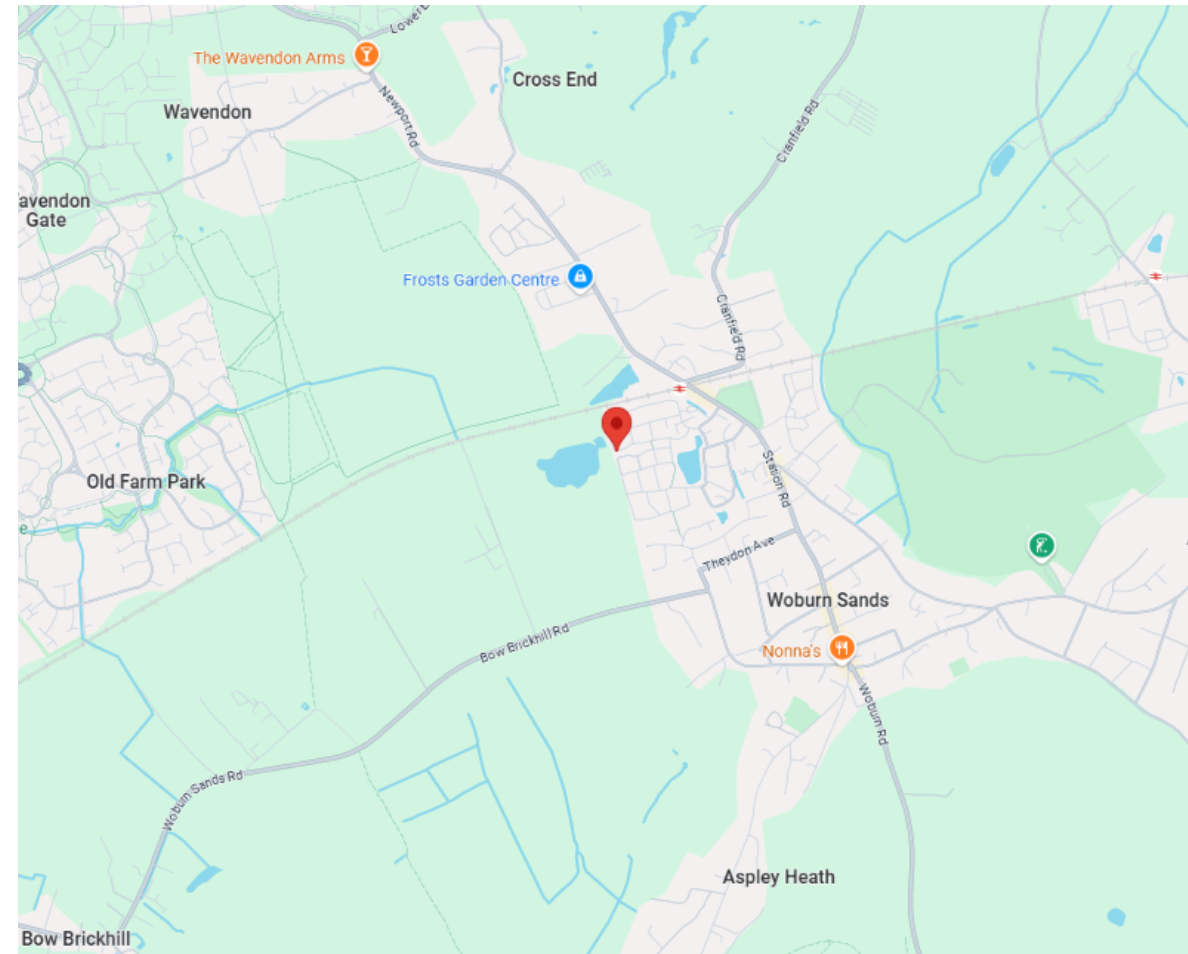 Lower E
The Wavendon Arms
Cross End
Wavendon
Newport Rd
Cranfield Rd
avendon
Gate
Frosts Garden Centre
Cranfield Rd
Old Farm Park
Station Rd
e
Theydon Ave
Woburn Sands
Bow Brickhill Rd
Nonna's
Woburn Rd
Woburn Sands Rd
Aspley Heath
Bow Brickhill